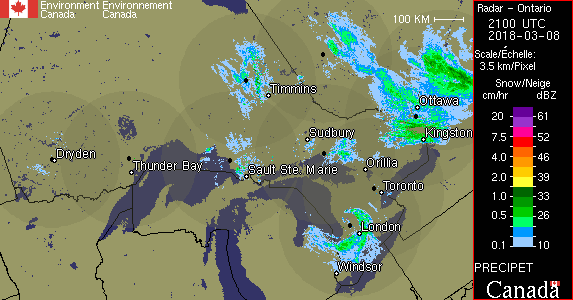 Environment Environnement
Canada Canada
100 KM
Timmins
Ottawa
Kingston
Sudbury
Dryden
Thunder Bay
Sault Ste. Marie
Orillia
Toronto
London
Windsor
Radar - Ontario
2100 UTC
2018-03-08
Scale/Échelle:
3.5 km/Pixel
Snow/Neige
cm/hr dBZ
20 61
7.5 52
4.0 46
2.0 39
1.0 33
0.5 26
0.1 10
PRECIPET
Canada